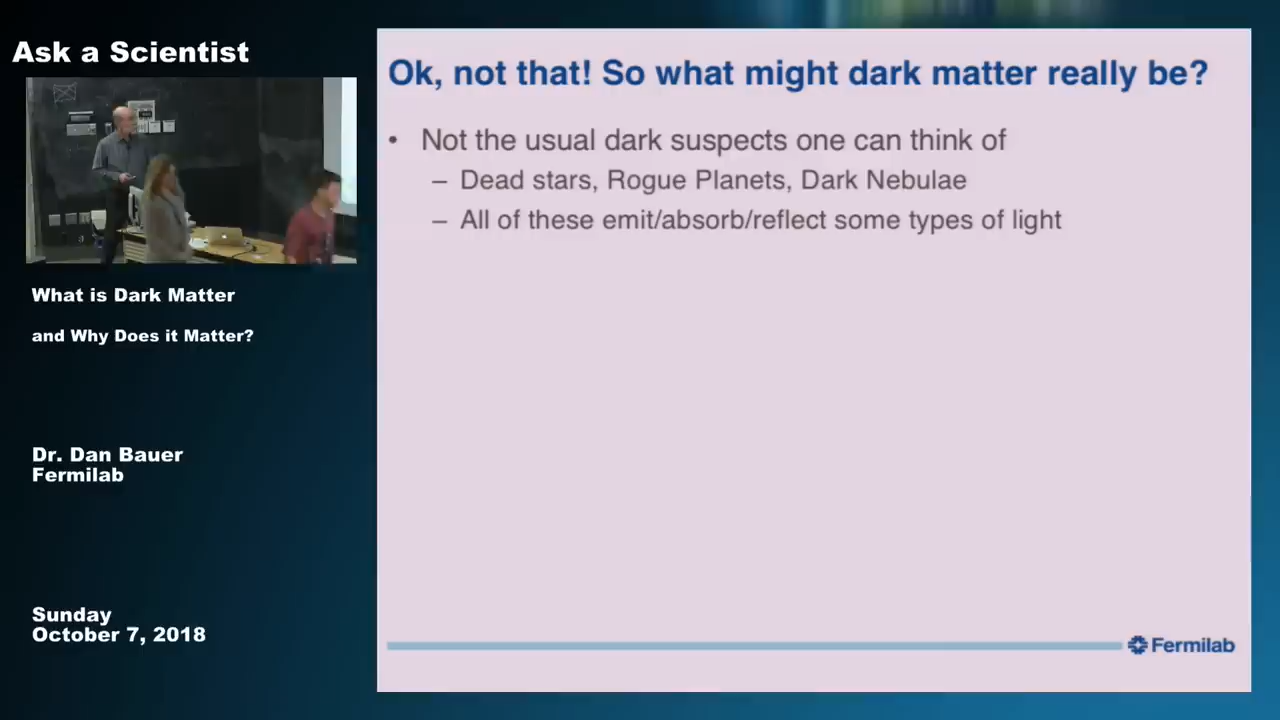 Ask a Scientist
What is Dark Matter
and Why Does it Matter?
Dr. Dan Bauer
Fermilab
Sunday
October 7, 2018
Ok, not that! So what might dark matter really be?
• Not the usual dark suspects one can think of
– Dead stars, Rogue Planets, Dark Nebulae
– All of these emit/absorb/reflect some types of light
Fermilab